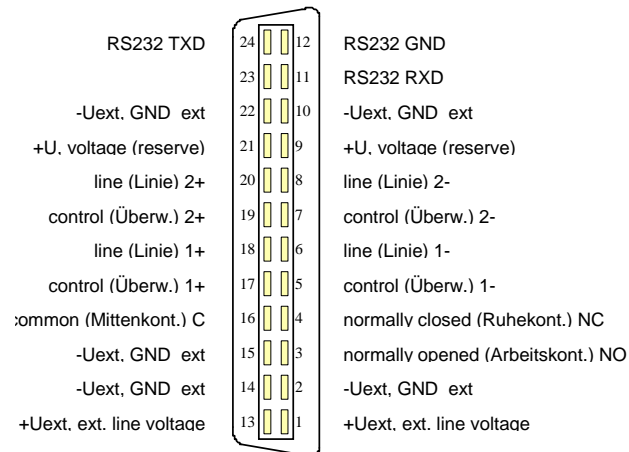 RS232 TXD 24 12 RS232 GND
23 11 RS232 RXD
-Uext, GND ext 22 10 -Uext, GND ext
+U, voltage (reserve) 21 9 +U, voltage (reserve)
line (Linie) 2+ 20 8 line (Linie) 2-
control (Überw.) 2+ 19 7 control (Überw.) 2-
line (Linie) 1+ 18 6 line (Linie) 1-
control (Überw.) 1+ 17 5 control (Überw.) 1-
common (Mittenkont.) C 16 4 normally closed (Ruhekont.) NC
-Uext, GND ext 15 3 normally opened (Arbeitskont.) NO
-Uext, GND ext 14 2 -Uext, GND ext
+Uext, ext. line voltage 13 1 +Uext, ext. line voltage